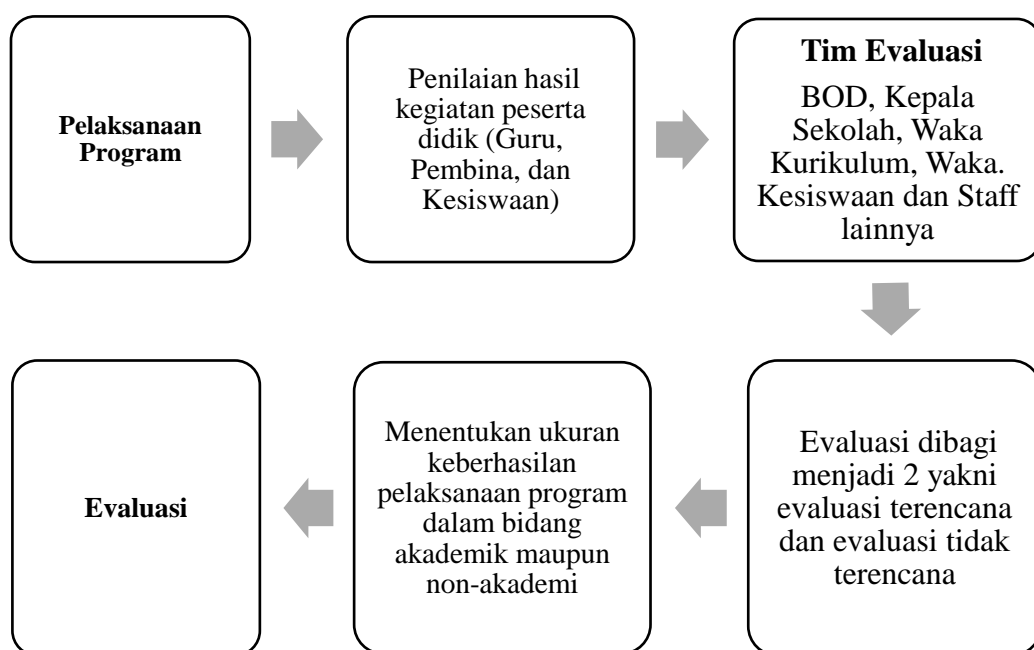 Pelaksanaan
Program
Penilaian hasil
kegiatan peserta
didik (Guru,
Pembina, dan
Kesiswaan)
Tim Evaluasi
BOD, Kepala
Sekolah, Waka
Kurikulum, Waka.
Kesiswaan dan Staff
lainnya
Evaluasi dibagi
menjadi 2 yakni
evaluasi terencana
dan evaluasi tidak
terencana
Menentukan ukuran
keberhasilan
pelaksanaan program
dalam bidang
akademik maupun
non-akademi
Evaluasi